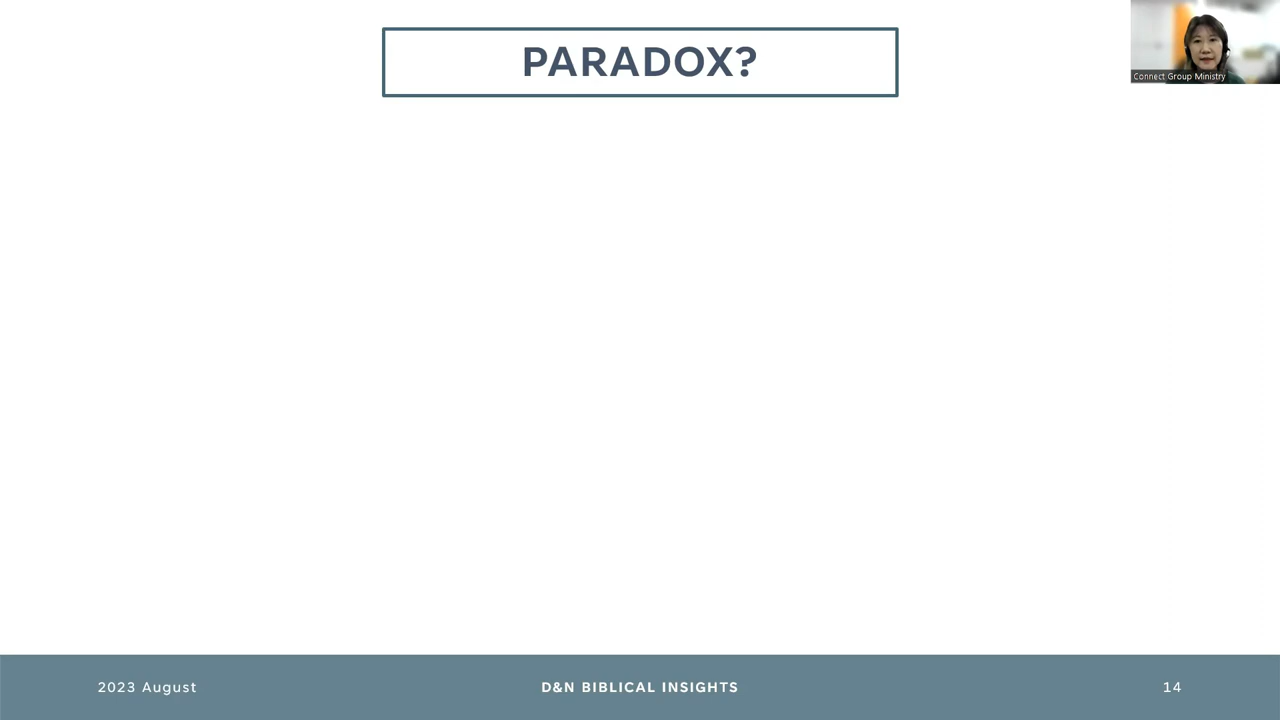 PARADOX?
Connect Group Ministry
2023 August
D&N BIBLICAL INSIGHTS
14